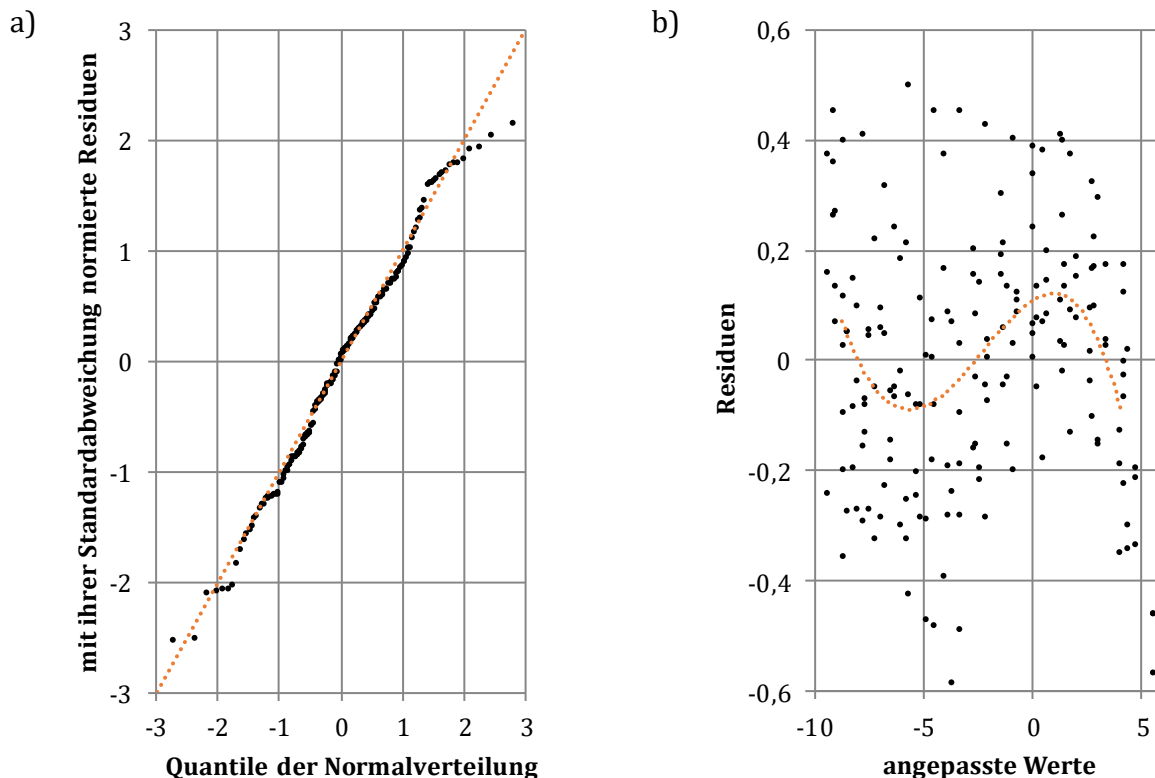 a)
mit ihrer Standardabweichung normierte Residuen
3
2
1
0
-1
-2
-3
-3 -2 -1 0 1 2 3
Quantile der Normalverteilung
b)
Residuen
0,6
0,4
0,2
0
-0,2
-0,4
-0,6
-10 -5 0 5
angepasste Werte